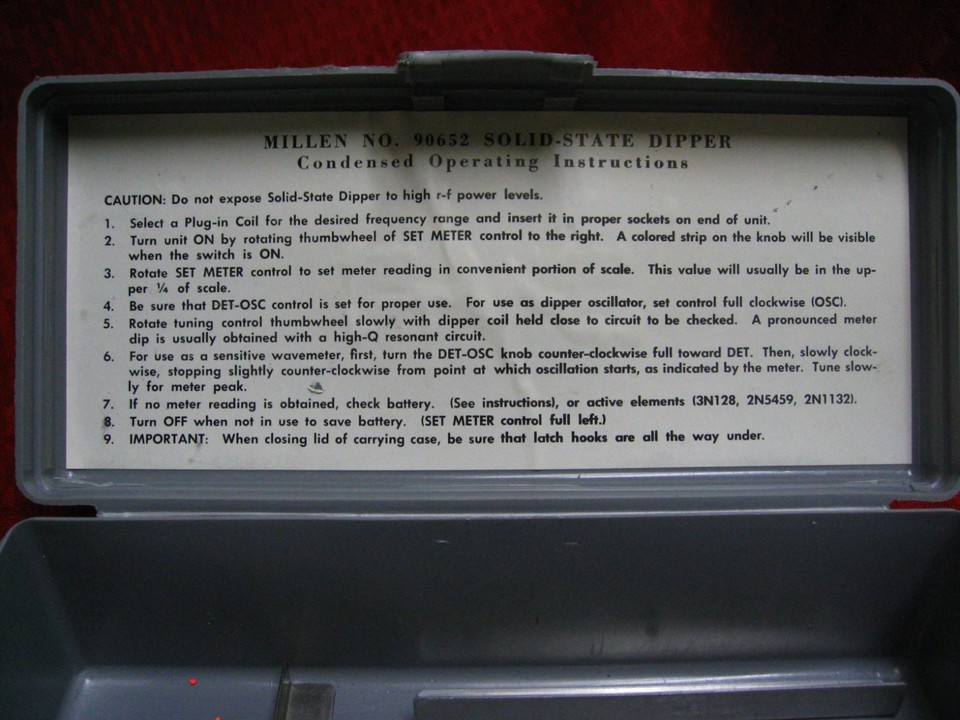 MILLEN NO. 90652 SOLID-STATE DIPPER
Condensed Operating Instructions
CAUTION: Do not expose Solid-State Dipper to high r-f power levels.
1. Select a Plug-in Coil for the desired frequency range and insert it in proper sockets on end of unit.
2. Turn unit ON by rotating thumbwheel of SET METER control to the right. A colored strip on the knob will be visible
when the switch is ON.
3. Rotate SET METER control to set meter reading in convenient portion of scale. This value will usually be in the up-
per ¼ of scale.
4. Be sure that DET-OSC control is set for proper use. For use as dipper oscillator, set control full clockwise (OSC).
5. Rotate tuning control thumbwheel slowly with dipper coil held close to circuit to be checked. A pronounced meter
dip is usually obtained with a high-Q resonant circuit.
6. For use as a sensitive wavemeter, first, turn the DET-OSC knob counter-clockwise full toward DET. Then, slowly clock-
wise, stopping slightly counter-clockwise from point at which oscillation starts, as indicated by the meter. Tune slow-
ly for meter peak.
7. If no meter reading is obtained, check battery. (See instructions), or active elements (3N128, 2N5459, 2N1132).
8. Turn OFF when not in use to save battery. (SET METER control full left.)
9. IMPORTANT: When closing lid of carrying case, be sure that latch hooks are all the way under.